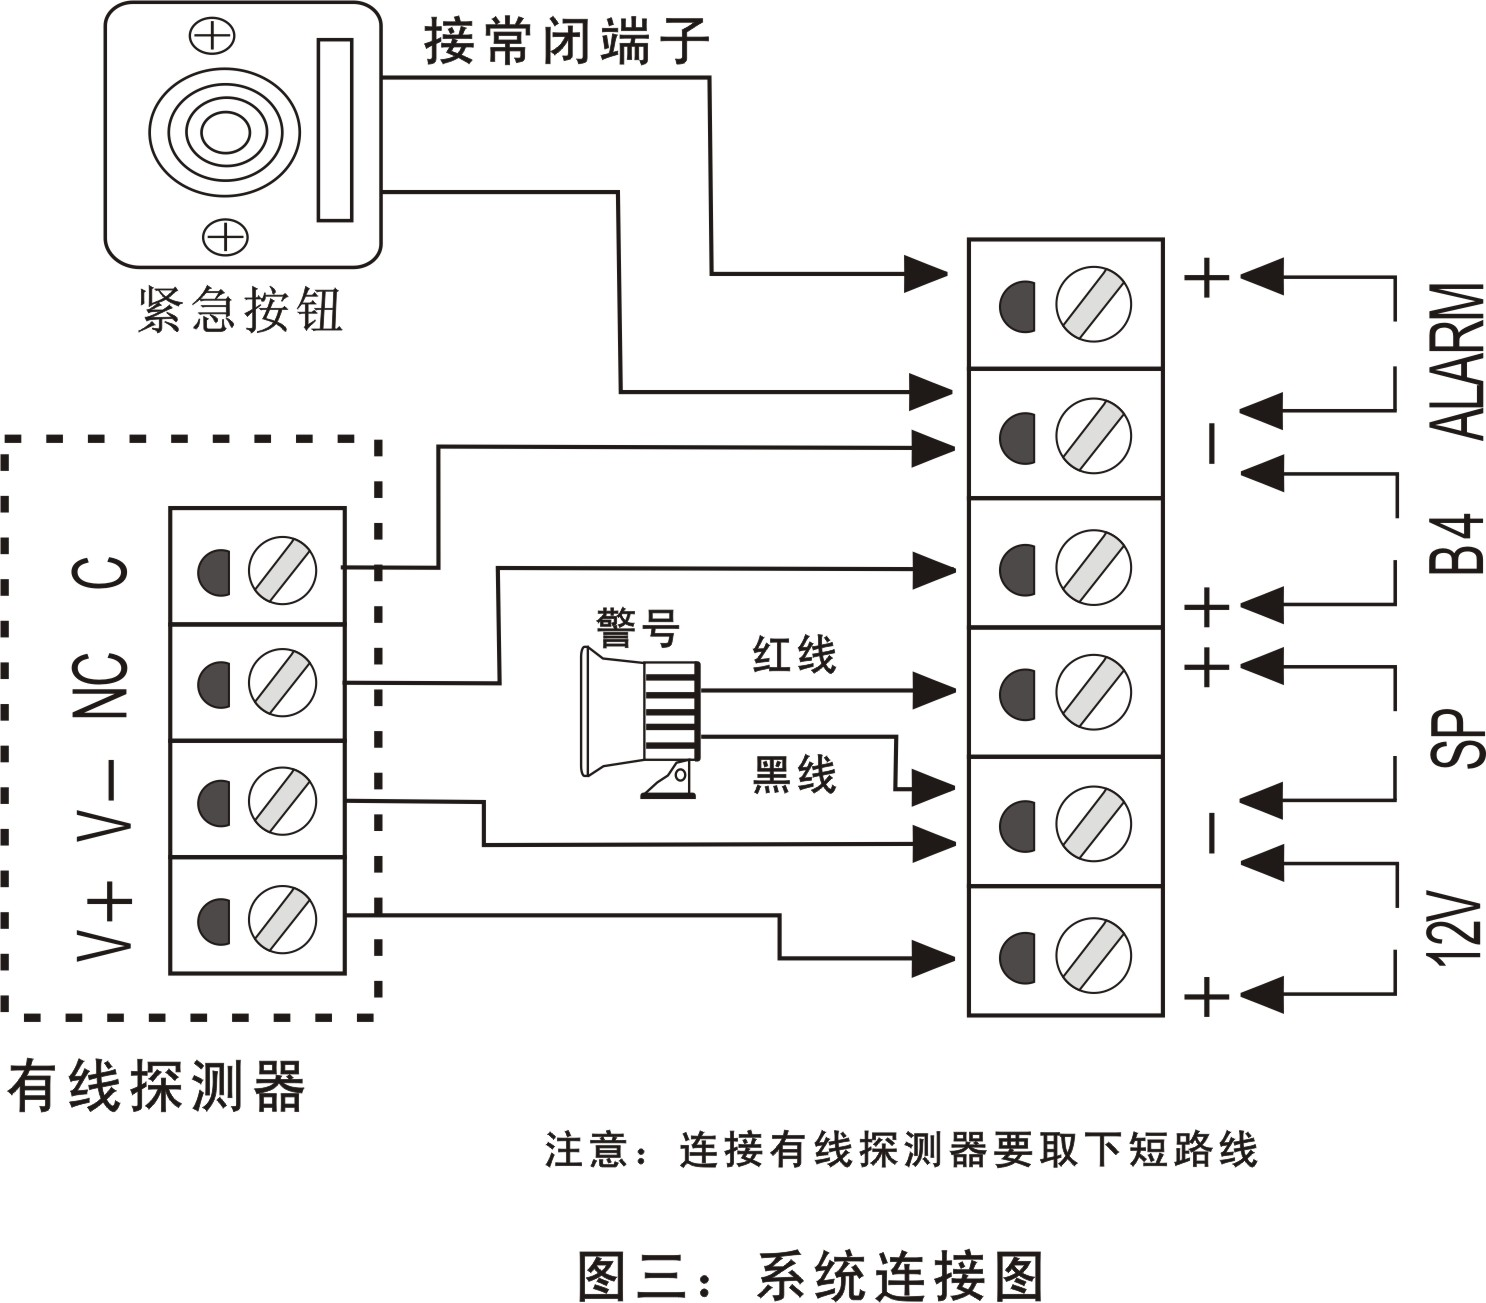 接常闭端子
紧急按钮
+
ALARM
−
B4
+
C
NC
V−
V+
警号
红线
黑线
+
SP
−
12V
+
有线探测器
注意：连接有线探测器要取下短路线
图三：系统连接图